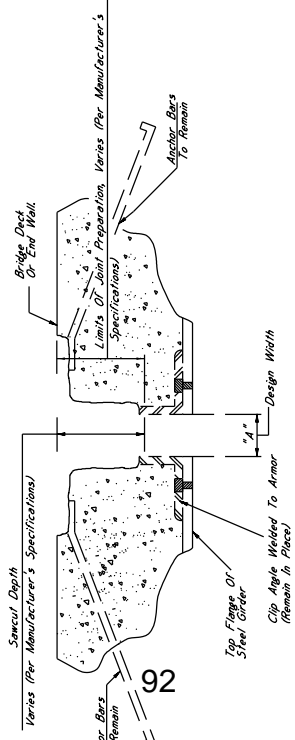 Sawcut Depth
Varies (Per Manufacturer's Specifications)
Bridge Deck
Or End Wall.
Limits Of Joint Preparation, Varies (Per Manufacturer's
Specifications)
Anchor Bars
To Remain
Bars
Remain
Top Flange Of
Steel Girder
Clip Angle Welded To Armor
(Remain In Place)
"A"
Design Width
92